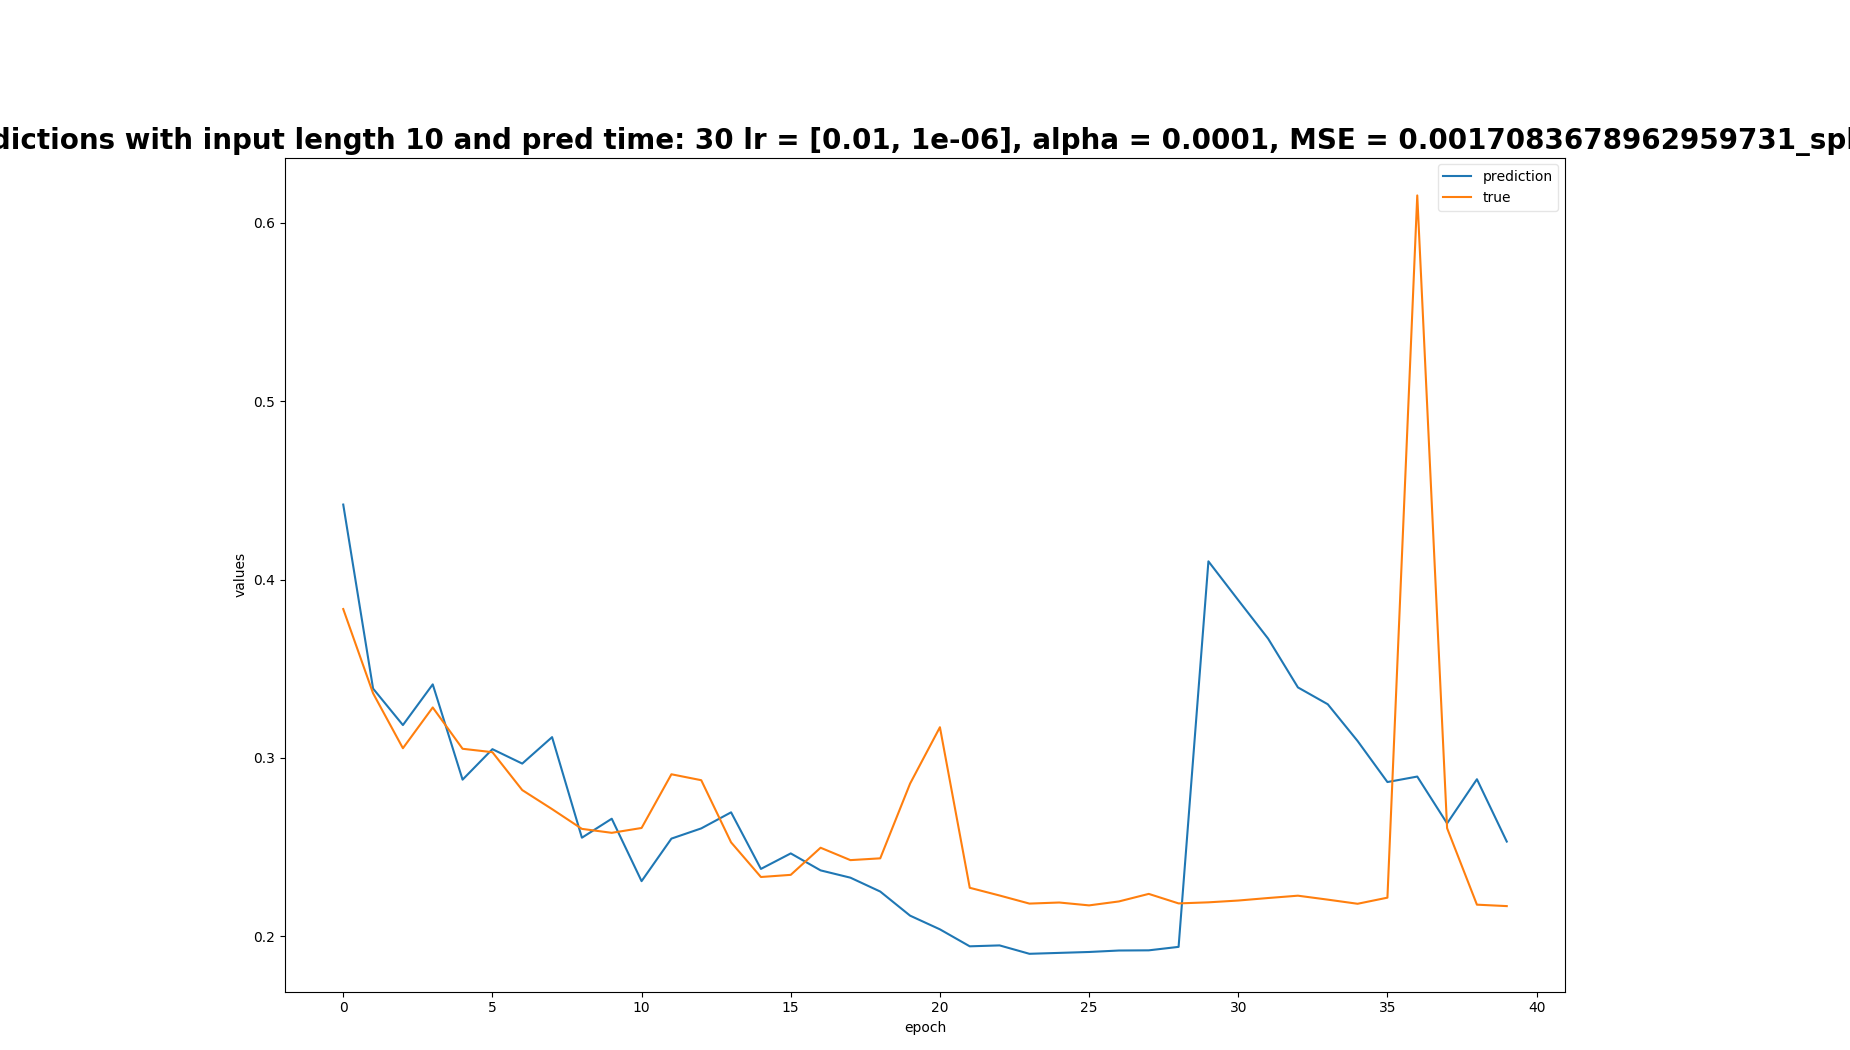 dictions with input length 10 and pred time: 30 lr = [0.01, 1e-06], alpha = 0.0001, MSE = 0.0017083678962959731_spl
prediction
true
0.6
0.5
0.4
0.3
0.2
values
0 5 10 15 20 25 30 35 40
epoch